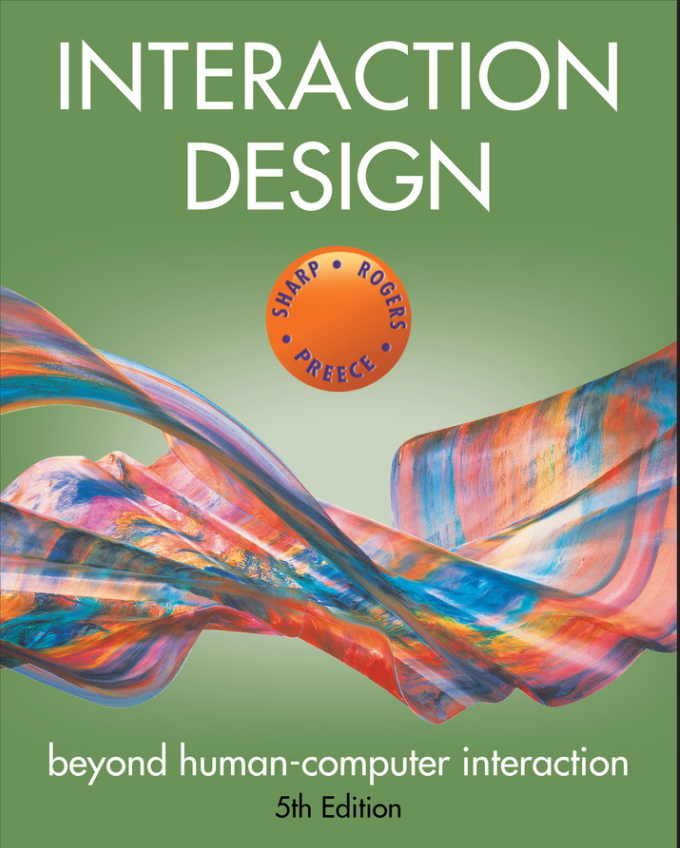 INTERACTION
DESIGN
SHARP • ROGERS • PREECE •
beyond human-computer interaction
5th Edition